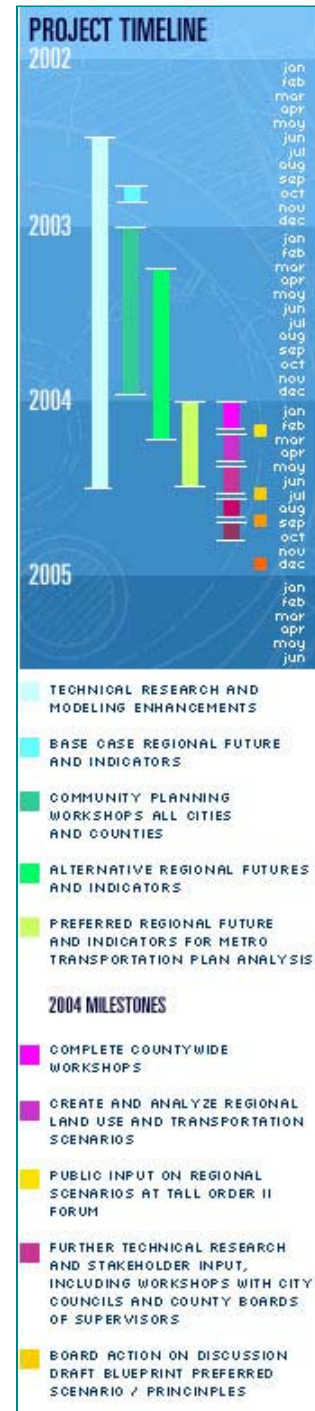 PROJECT TIMELINE
2002
jan
feb
mar
apr
may
jun
jul
aug
sep
oct
nov
dec
2003
jan
feb
mar
apr
may
jun
jul
aug
sep
oct
nov
dec
2004
jan
feb
mar
apr
may
jun
jul
aug
sep
oct
nov
dec
2005
jan
feb
mar
apr
may
jun
TECHNICAL RESEARCH AND
MODELING ENHANCEMENTS
BASE CASE REGIONAL FUTURE
AND INDICATORS
COMMUNITY PLANNING
WORKSHOPS ALL CITIES
AND COUNTIES
ALTERNATIVE REGIONAL FUTURES
AND INDICATORS
PREFERRED REGIONAL FUTURE
AND INDICATORS FOR METRO
TRANSPORTATION PLAN ANALYSIS
2004 MILESTONES
COMPLETE COUNTYWIDE
WORKSHOPS
CREATE AND ANALYZE REGIONAL
LAND USE AND TRANSPORTATION
SCENARIOS
PUBLIC INPUT ON REGIONAL
SCENARIOS AT TALL ORDER II
FORUM
FURTHER TECHNICAL RESEARCH
AND STAKEHOLDER INPUT,
INCLUDING WORKSHOPS WITH CITY
COUNCILS AND COUNTY BOARDS
OF SUPERVISORS
BOARD ACTION ON DISCUSSION
DRAFT BLUEPRINT PREFERRED
SCENARIO / PRINCINPLES